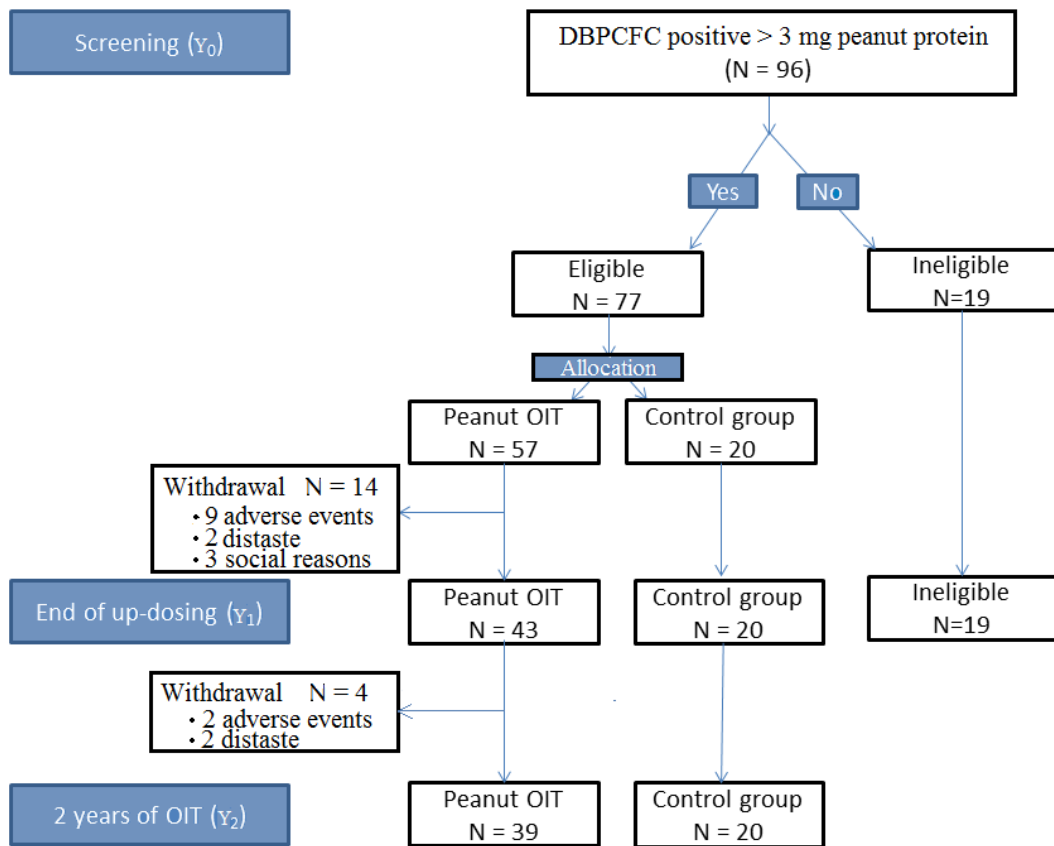 Screening (Y₀)
DBPCFC positive > 3 mg peanut protein
(N = 96)
Yes
No
Eligible
N = 77
Ineligible
N=19
Allocation
Peanut OIT
N = 57
Control group
N = 20
Withdrawal N = 14
• 9 adverse events
• 2 distaste
• 3 social reasons
End of up-dosing (Y₁)
Peanut OIT
N = 43
Control group
N = 20
Ineligible
N=19
Withdrawal N = 4
• 2 adverse events
• 2 distaste
2 years of OIT (Y₂)
Peanut OIT
N = 39
Control group
N = 20